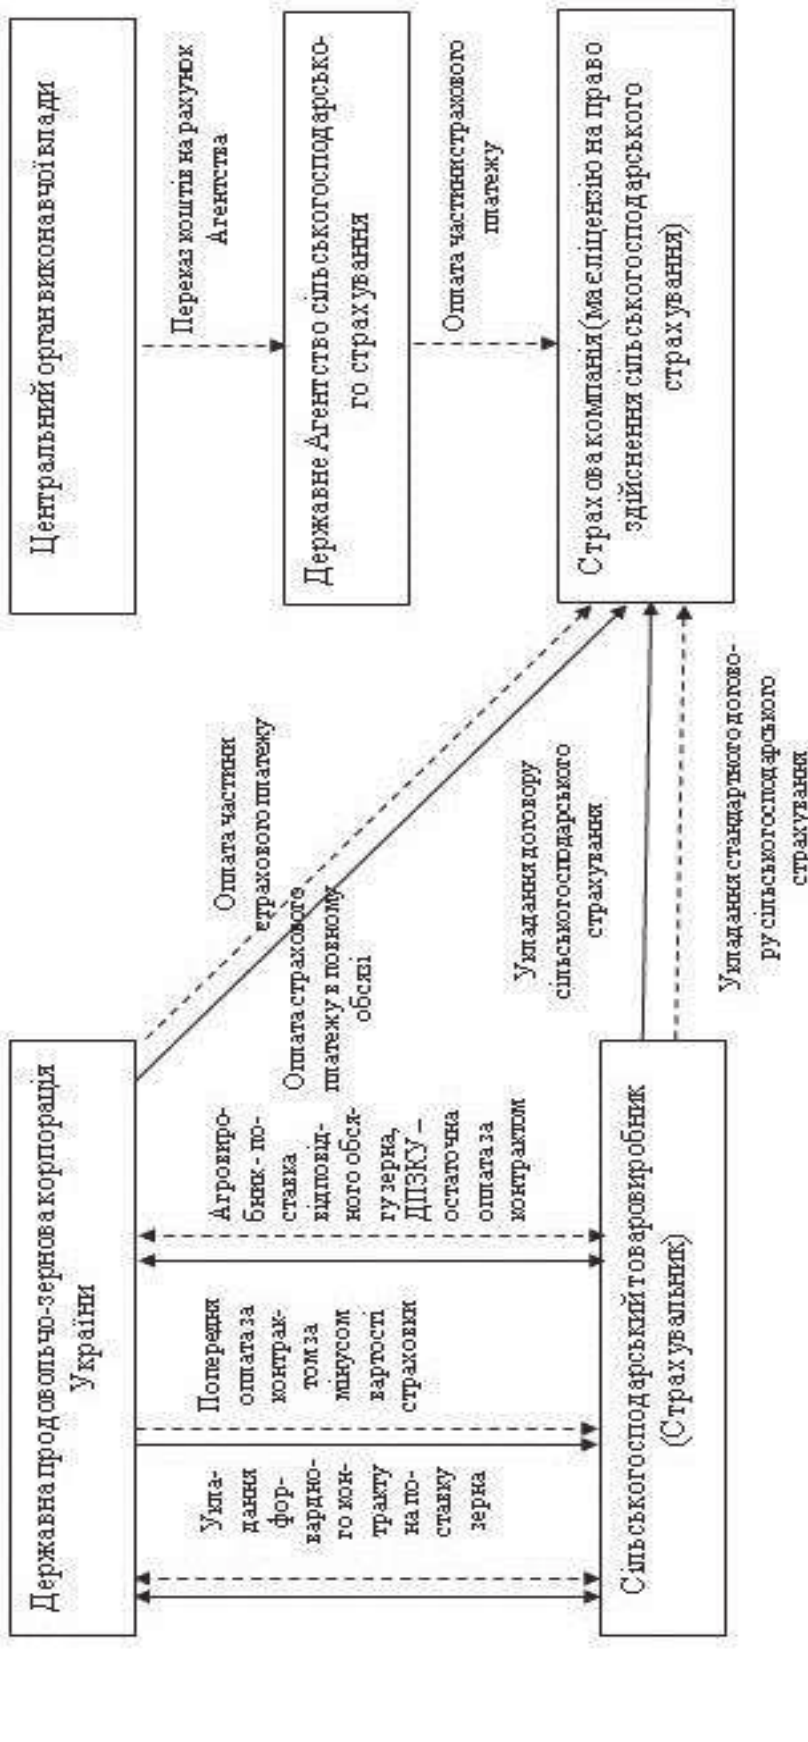 Державна продовольчо-зернова корпорація
України
Центральний орган виконавчої влади
Укла-
дання
фор-
вардно-
го кон-
тракту
на по-
ставку
зерна
Попередня
оплата за
контрак-
том за
мінусом
вартості
страховки
Агровиро-
бник - по-
ставка
відповід-
ного обся-
гу зерна,
ДПЗКУ –
остаточна
оплата за
контрактом
Оплата частини
страхового платежу
Оплата страхового
платежу в повному
обсязі
Переказ коштів на рахунок
Агентства
Державне Агентство сільськогосподарсько-
го страхування
Оплата частини страхового
платежу
Укладання договору
сільськогосподарського
страхування
Страхова компанія (має ліцензію на право
здійснення сільськогосподарського
страхування)
Сільськогосподарський товаровиробник
(Страхувальник)
Укладання стандартного догово-
ру сільськогосподарського
страхування